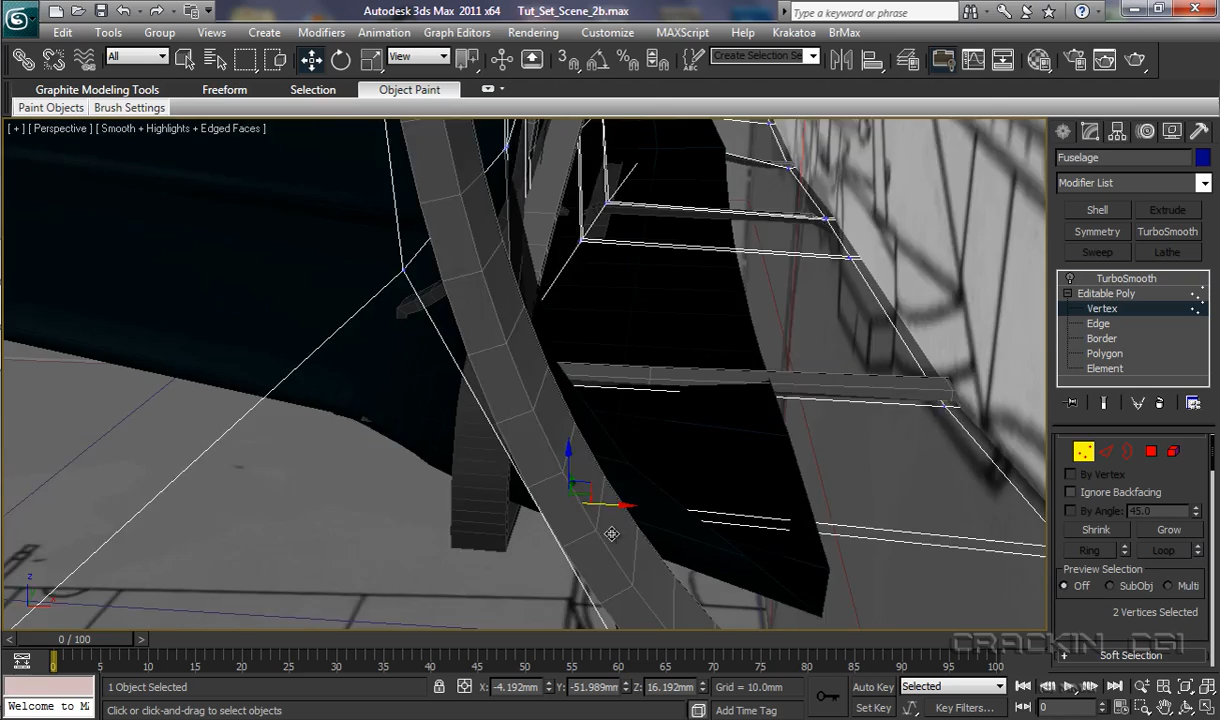 Autodesk 3ds Max 2011 x64 Tut_Set_Scene_2b.max
Type a keyword or phrase
Edit Tools Group Views Create Modifiers Animation Graph Editors Rendering Customize MAXScript Help Krakatoa BrMax
All View Create Selection Se
Graphite Modeling Tools Freeform Selection Object Paint
Paint Objects Brush Settings
[ + ] [ Perspective ] [ Smooth + Highlights + Edged Faces ]
Fuselage
Modifier List
Shell Extrude
Symmetry TurboSmooth
Sweep Lathe
TurboSmooth
Editable Poly
Vertex
Edge
Border
Polygon
Element
By Vertex
Ignore Backfacing
By Angle: 45.0
Shrink Grow
Ring Loop
Preview Selection
Off SubObj Multi
2 Vertices Selected
Soft Selection
CRACKIN CGI
z
0 / 100
0 5 10 15 20 25 30 35 40 45 50 55 60 65 70 75 80 85 90 95 100
1 Object Selected X: -4.192mm Y: -51.989mm Z: 16.192mm Grid = 10.0mm Auto Key Selected
Welcome to M Click or click-and-drag to select objects Add Time Tag Set Key Key Filters... 0